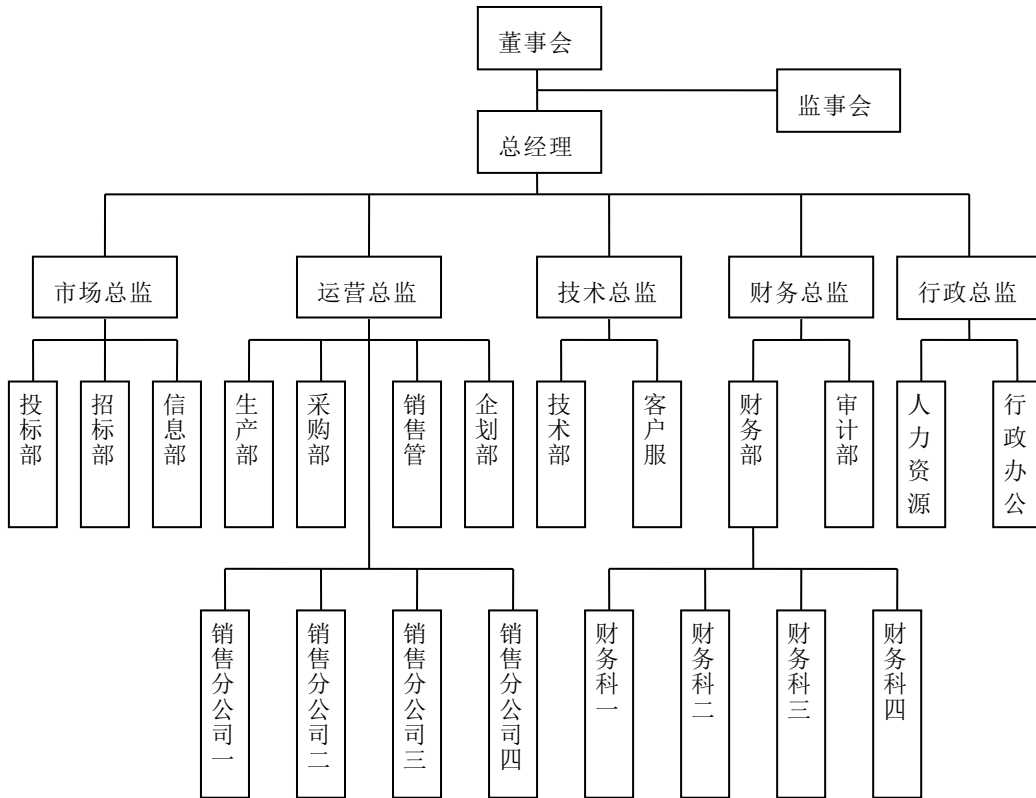 董事会
监事会
总经理
市场总监
运营总监
技术总监
财务总监
行政总监
投标部
招标部
信息部
生产部
采购部
销售管
企划部
技术部
客户服
财务部
审计部
人力资源
行政办公
销售分公司一
销售分公司二
销售分公司三
销售分公司四
财务科一
财务科二
财务科三
财务科四